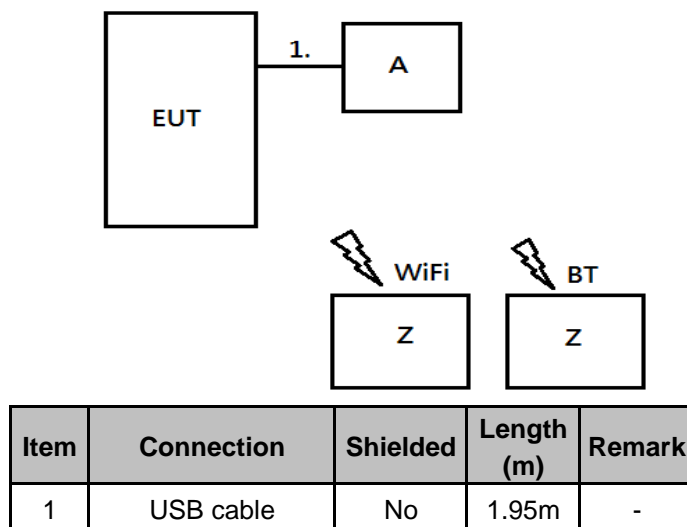 1.
A
EUT
WiFi
BT
Z Z
Item Connection Shielded Length (m) Remark
1 USB cable No 1.95m -